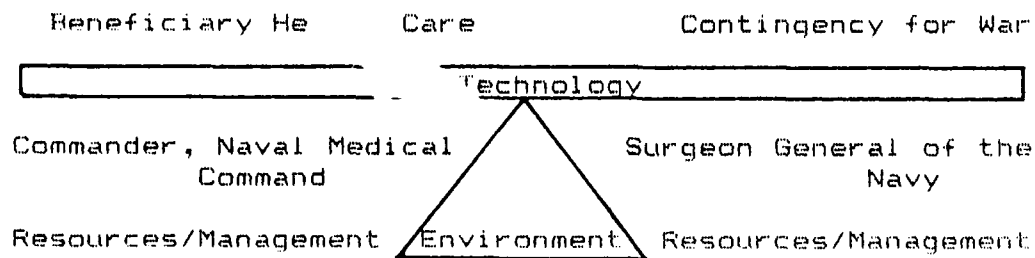 Beneficiary He Care Contingency for War
Technology
Commander, Naval Medical Surgeon General of the
Command Navy
Resources/Management Environment Resources/Management